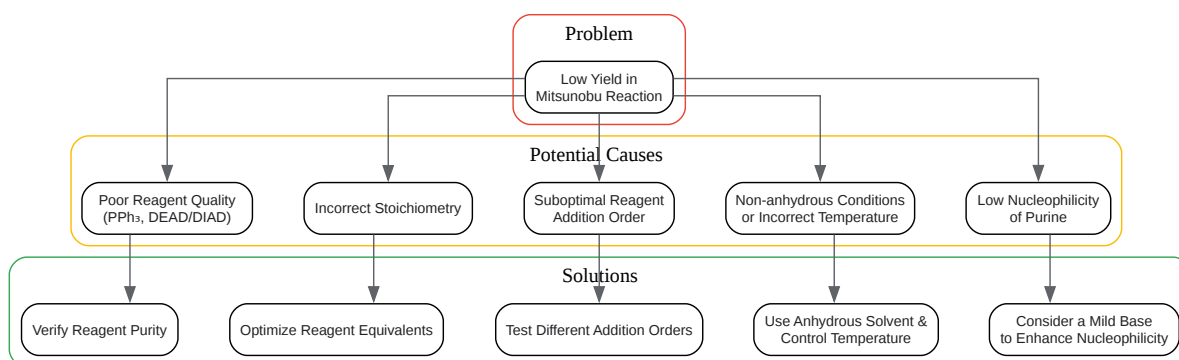 Problem
Low Yield in
Mitsunobu Reaction
Potential Causes
Poor Reagent Quality
(PPh₃, DEAD/DIAD)
Incorrect Stoichiometry
Suboptimal Reagent
Addition Order
Non-anhydrous Conditions
or Incorrect Temperature
Low Nucleophilicity
of Purine
Solutions
Verify Reagent Purity
Optimize Reagent Equivalents
Test Different Addition Orders
Use Anhydrous Solvent &
Control Temperature
Consider a Mild Base
to Enhance Nucleophilicity